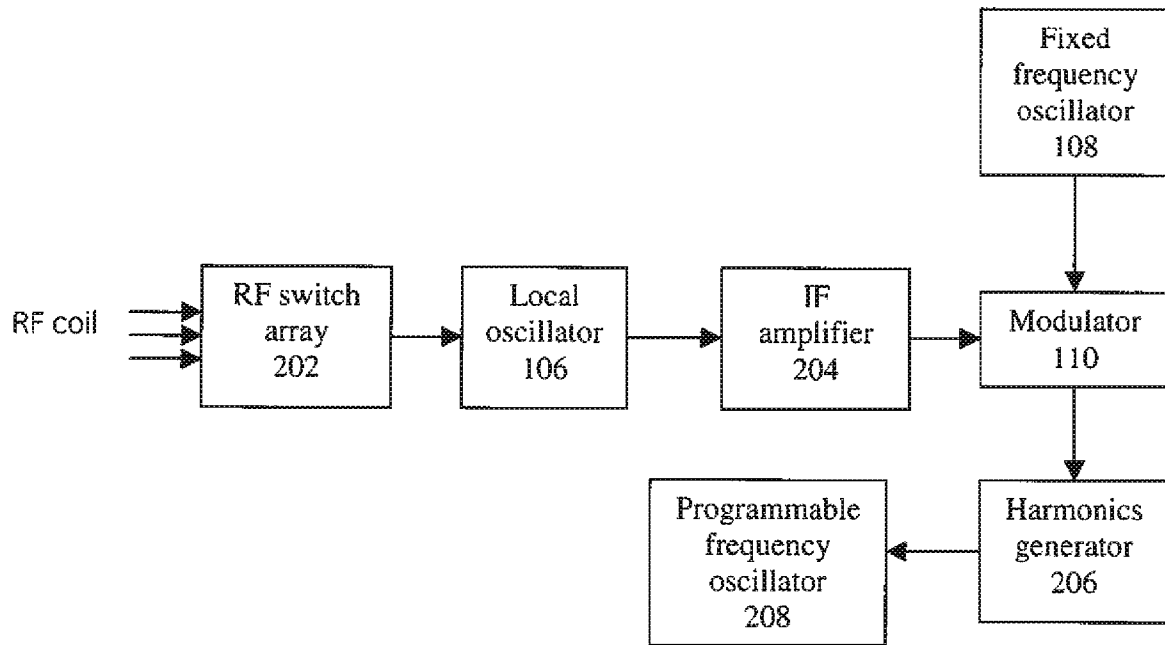 Fixed
frequency
oscillator
108
RF coil
RF switch
array
202
Local
oscillator
106
IF
amplifier
204
Modulator
110
Programmable
frequency
oscillator
208
Harmonics
generator
206